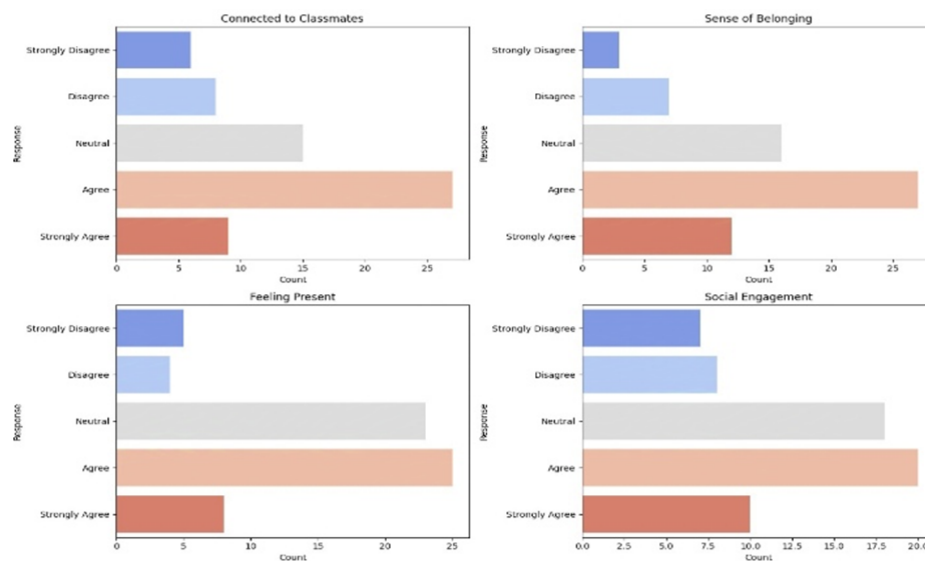 Connected to Classmates
Strongly Disagree
Disagree
Neutral
Agree
Strongly Agree
Response
0 5 10 15 20 25
Count
Sense of Belonging
Strongly Disagree
Disagree
Neutral
Agree
Strongly Agree
Response
0 5 10 15 20 25
Count
Feeling Present
Strongly Disagree
Disagree
Neutral
Agree
Strongly Agree
Response
0 5 10 15 20 25
Count
Social Engagement
Strongly Disagree
Disagree
Neutral
Agree
Strongly Agree
Response
0.0 2.5 5.0 7.5 10.0 12.5 15.0 17.5 20.0
Count